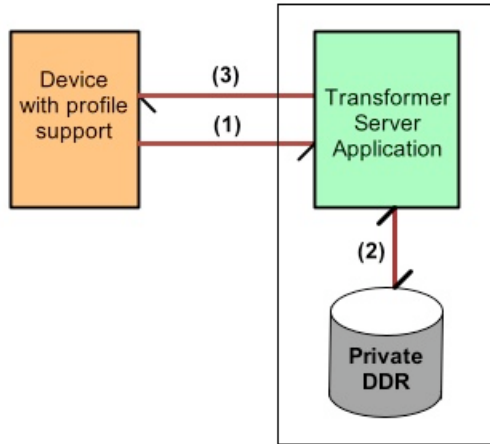 Device
with profile
support
(3)
(1)
Transformer
Server
Application
(2)
Private
DDR